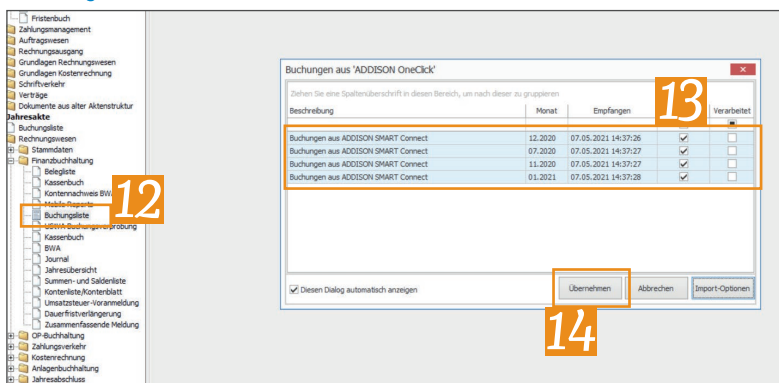 Fristenbuch
Zahlungsmanagement
Auftragswesen
Rechnungsausgang
Grundlagen Rechnungswesen
Grundlagen Kostenrechnung
Schriftverkehr
Verträge
Dokumente aus alter Aktenstruktur
Jahresakte
Buchungsliste
Rechnungswesen
Stammdaten
Finanzbuchhaltung
Belegliste
Kassenbuch
Kontennachweis BWA
Mobile Reports
Buchungsliste
UStVA Buchungsverprobung
Kassenbuch
BWA
Journal
Jahresübersicht
Summen- und Saldenliste
Kontenliste/Kontenblatt
Umsatzsteuer-Voranmeldung
Dauerfristverlängerung
Zusammenfassende Meldung
OP-Buchhaltung
Zahlungsverkehr
Kostenrechnung
Anlagenbuchhaltung
Jahresabschluss
12
Buchungen aus 'ADDISON OneClick'
Ziehen Sie eine Spaltenüberschrift in diesen Bereich, um nach dieser zu gruppieren
13
Beschreibung Monat Empfangen Verarbeitet
Buchungen aus ADDISON SMART Connect 12.2020 07.05.2021 14:37:26
Buchungen aus ADDISON SMART Connect 07.2020 07.05.2021 14:37:27
Buchungen aus ADDISON SMART Connect 11.2020 07.05.2021 14:37:27
Buchungen aus ADDISON SMART Connect 01.2021 07.05.2021 14:37:28
Diesen Dialog automatisch anzeigen Übernehmen Abbrechen Import-Optionen
14